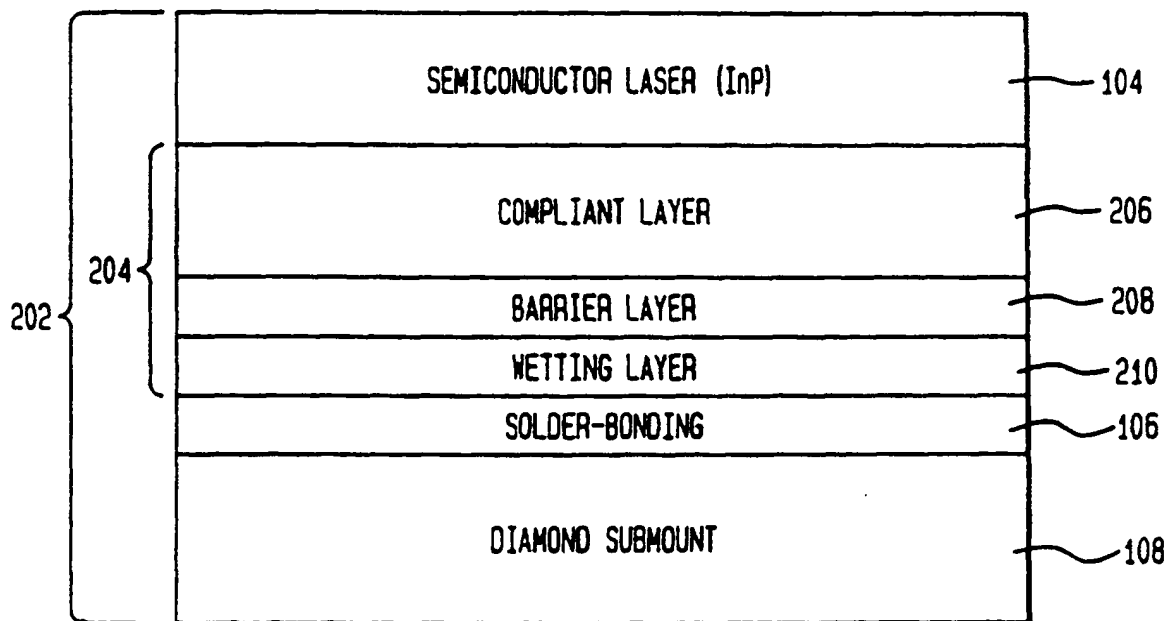 SEMICONDUCTOR LASER (InP)
104
COMPLIANT LAYER
206
204
BARRIER LAYER
208
202
WETTING LAYER
210
SOLDER-BONDING
106
DIAMOND SUBMOUNT
108